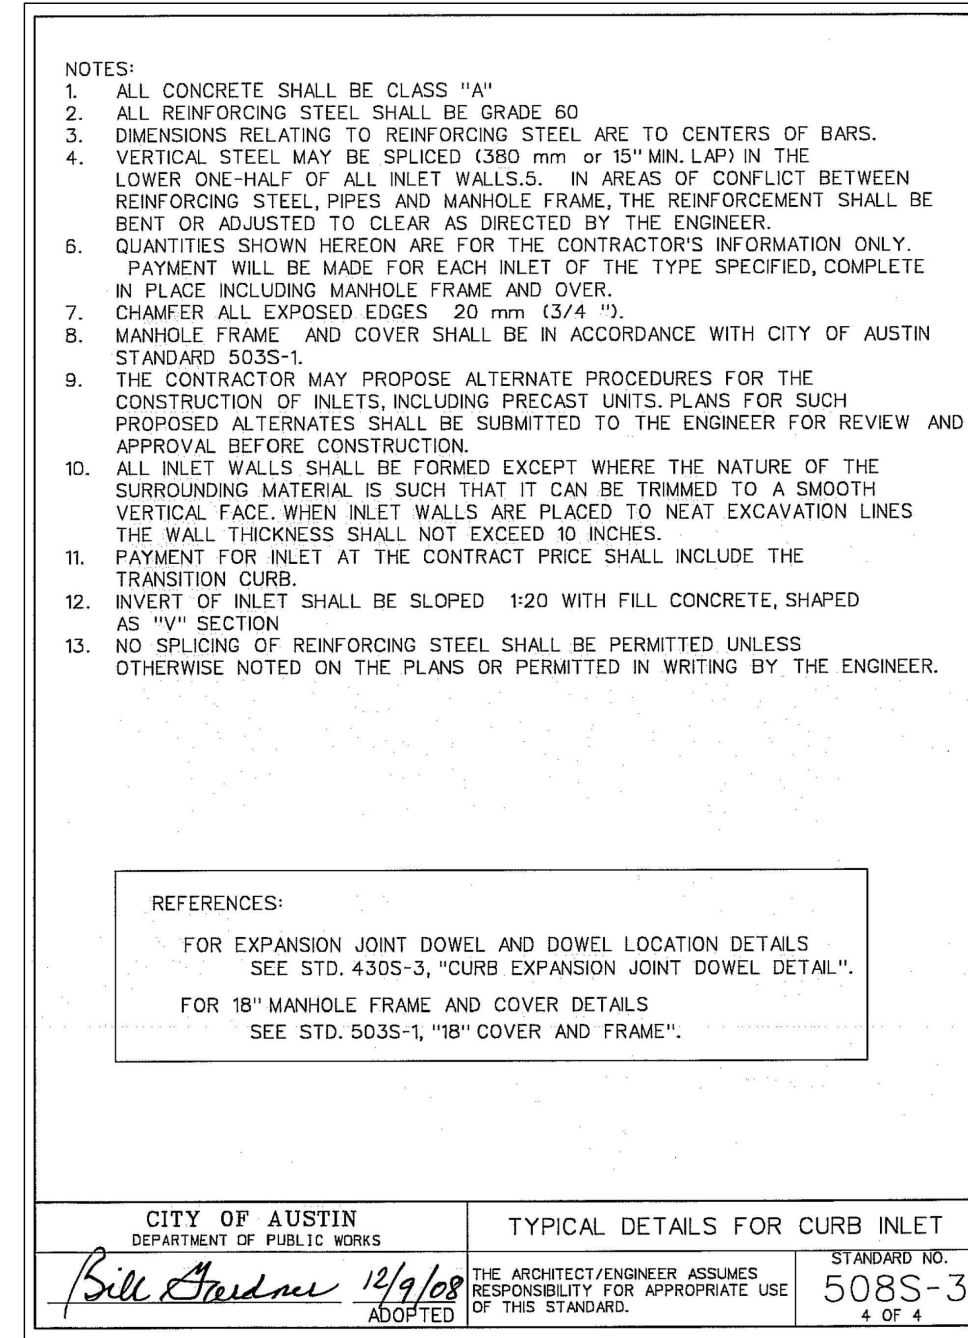 NOTES:
1. ALL CONCRETE SHALL BE CLASS "A"
2. ALL REINFORCING STEEL SHALL BE GRADE 60
3. DIMENSIONS RELATING TO REINFORCING STEEL ARE TO CENTERS OF BARS.
4. VERTICAL STEEL MAY BE SPLICED (380 mm or 15" MIN. LAP) IN THE
LOWER ONE-HALF OF ALL INLET WALLS.5. IN AREAS OF CONFLICT BETWEEN
REINFORCING STEEL, PIPES AND MANHOLE FRAME, THE REINFORCEMENT SHALL BE
BENT OR ADJUSTED TO CLEAR AS DIRECTED BY THE ENGINEER.
6. QUANTITIES SHOWN HEREON ARE FOR THE CONTRACTOR'S INFORMATION ONLY.
PAYMENT WILL BE MADE FOR EACH INLET OF THE TYPE SPECIFIED, COMPLETE
IN PLACE INCLUDING MANHOLE FRAME AND OVER.
7. CHAMFER ALL EXPOSED EDGES 20 mm (3/4 ").
8. MANHOLE FRAME AND COVER SHALL BE IN ACCORDANCE WITH CITY OF AUSTIN
STANDARD 503S-1.
9. THE CONTRACTOR MAY PROPOSE ALTERNATE PROCEDURES FOR THE
CONSTRUCTION OF INLETS, INCLUDING PRECAST UNITS. PLANS FOR SUCH
PROPOSED ALTERNATES SHALL BE SUBMITTED TO THE ENGINEER FOR REVIEW AND
APPROVAL BEFORE CONSTRUCTION.
10. ALL INLET WALLS SHALL BE FORMED EXCEPT WHERE THE NATURE OF THE
SURROUNDING MATERIAL IS SUCH THAT IT CAN BE TRIMMED TO A SMOOTH
VERTICAL FACE. WHEN INLET WALLS ARE PLACED TO NEAT EXCAVATION LINES
THE WALL THICKNESS SHALL NOT EXCEED 10 INCHES.
11. PAYMENT FOR INLET AT THE CONTRACT PRICE SHALL INCLUDE THE
TRANSITION CURB.
12. INVERT OF INLET SHALL BE SLOPED 1:20 WITH FILL CONCRETE, SHAPED
AS "V" SECTION
13. NO SPLICING OF REINFORCING STEEL SHALL BE PERMITTED UNLESS
OTHERWISE NOTED ON THE PLANS OR PERMITTED IN WRITING BY THE ENGINEER.
REFERENCES:
FOR EXPANSION JOINT DOWEL AND DOWEL LOCATION DETAILS
SEE STD. 430S-3, "CURB EXPANSION JOINT DOWEL DETAIL".
FOR 18" MANHOLE FRAME AND COVER DETAILS
SEE STD. 503S-1, "18" COVER AND FRAME".
CITY OF AUSTIN
DEPARTMENT OF PUBLIC WORKS
Bill Gardner 12/9/08
ADOPTED
TYPICAL DETAILS FOR CURB INLET
THE ARCHITECT/ENGINEER ASSUMES
RESPONSIBILITY FOR APPROPRIATE USE
OF THIS STANDARD.
STANDARD NO.
508S-3
4 OF 4